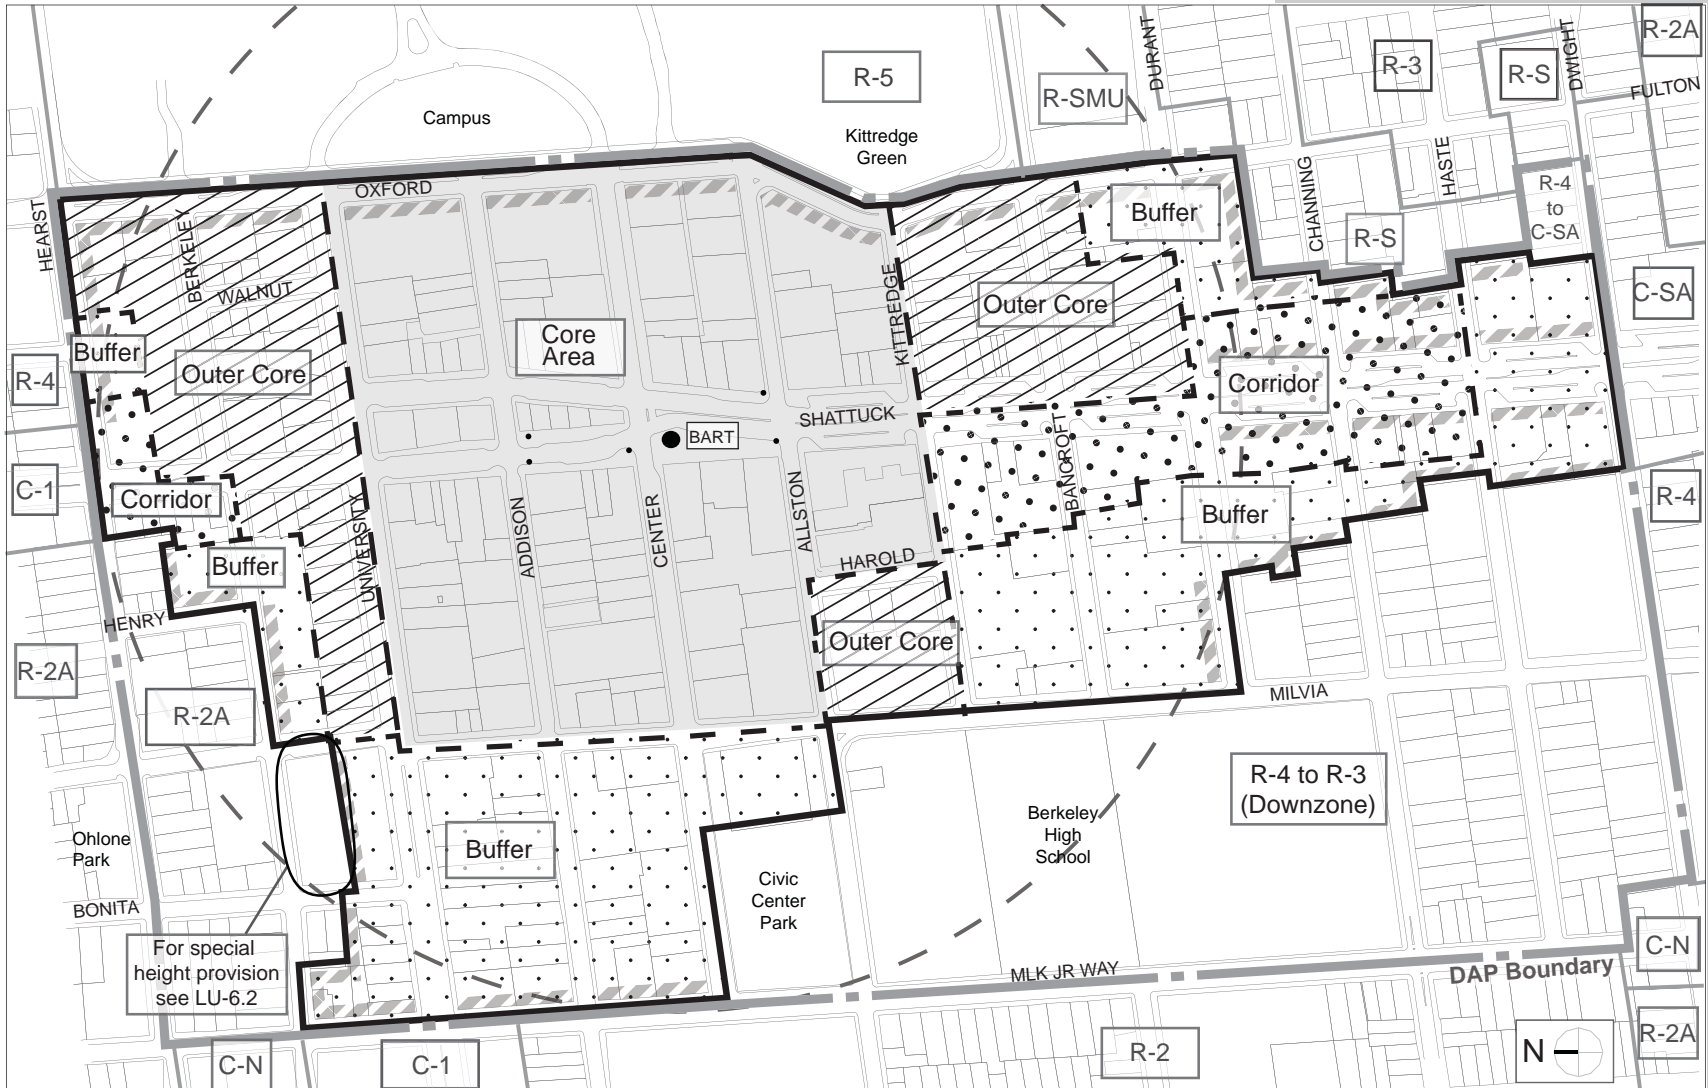 R-2A
DURANT
DWIGHT
R-5
R-3
R-S
R-SMU
FULTON
Campus
Kittredge
Green
HASTE
CHANNING
R-4
to
C-SA
OXFORD
HEARST
BERKELEY
Buffer
R-S
WALNUT
KITTREDGE
Outer Core
C-SA
Core
Area
Buffer
Outer Core
R-4
Corridor
SHATTUCK
BART
BANCROFT
C-1
Corridor
UNIVERSITY
ADDISON
CENTER
ALLSTON
Buffer
R-4
Buffer
HAROLD
HENRY
Outer Core
R-2A
R-2A
MILVIA
R-4 to R-3
(Downzone)
Ohlone
Park
Buffer
Berkeley
High
School
Civic
Center
Park
BONITA
For special
height provision
see LU-6.2
C-N
MLK JR WAY
DAP Boundary
C-N
C-1
R-2
N
R-2A